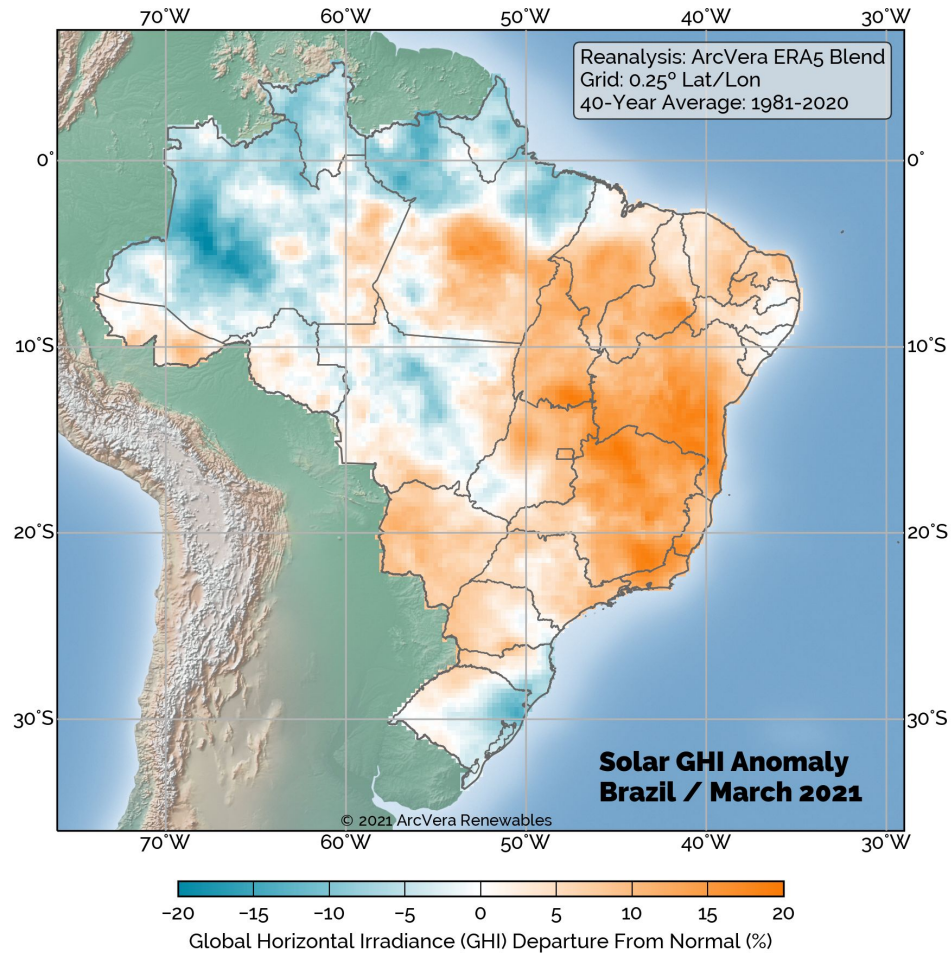 70°W 60°W 50°W 40°W 30°W
Reanalysis: ArcVera ERA5 Blend
Grid: 0.25º Lat/Lon
40-Year Average: 1981-2020
0° 0°
10°S 10°S
20°S 20°S
30°S 30°S
Solar GHI Anomaly
Brazil / March 2021
© 2021 ArcVera Renewables
70°W 60°W 50°W 40°W 30°W
−20 −15 −10 −5 0 5 10 15 20
Global Horizontal Irradiance (GHI) Departure From Normal (%)